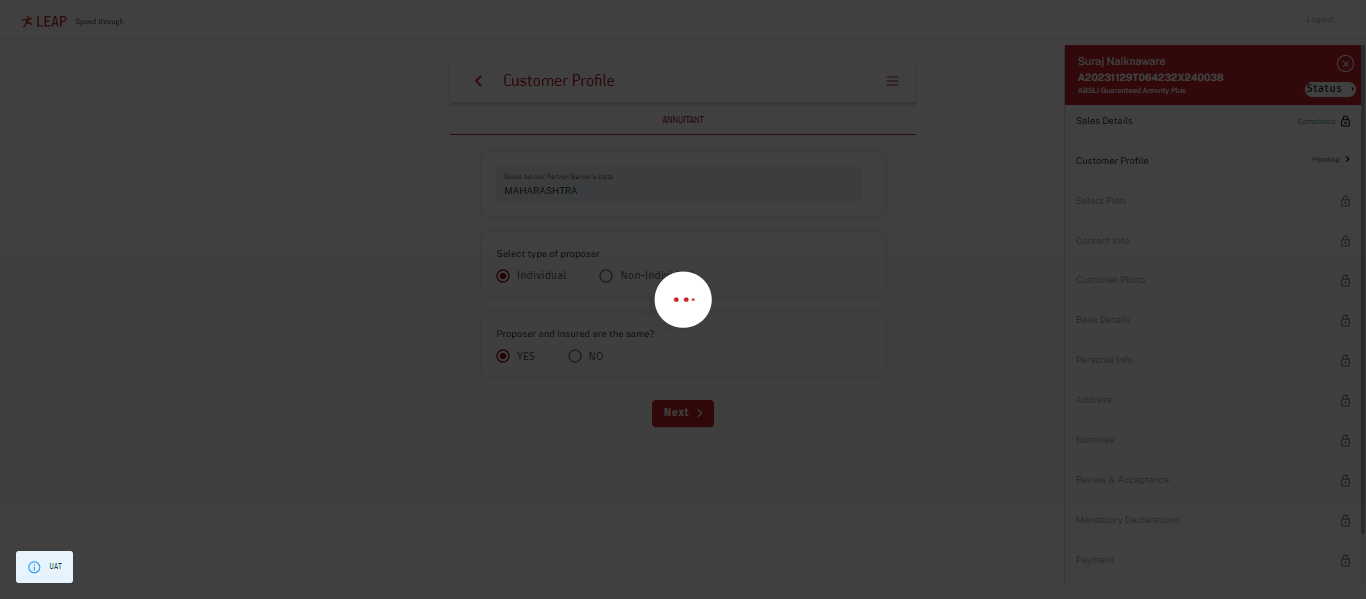 LEAP Speed through
Logout
Customer Profile
ANNUITANT
Select Advisor/Partner/Banker's State
MAHARASHTRA
Select type of proposer
Individual
Non-Indivi
Proposer and Insured are the same?
YES
NO
Next
UAT
Suraj Naiknaware
A20231129T064232X240038
ABSLI Guaranteed Annuity Plus
Status
Sales Details
Completed
Customer Profile
Pending
Select Plan
Contact Info
Customer Photo
Bank Details
Personal Info
Address
Nominee
Review & Acceptance
Mandatory Declarations
Payment